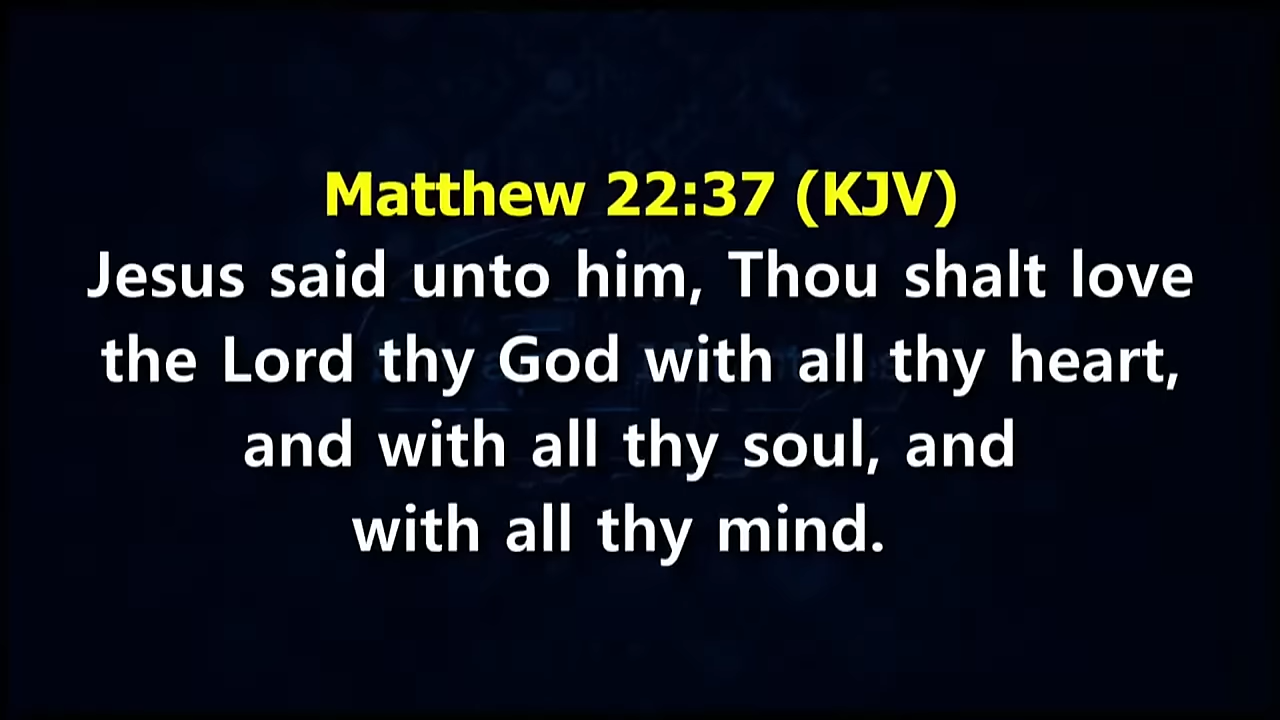 Matthew 22:37 (KJV)
Jesus said unto him, Thou shalt love
the Lord thy God with all thy heart,
and with all thy soul, and
with all thy mind.